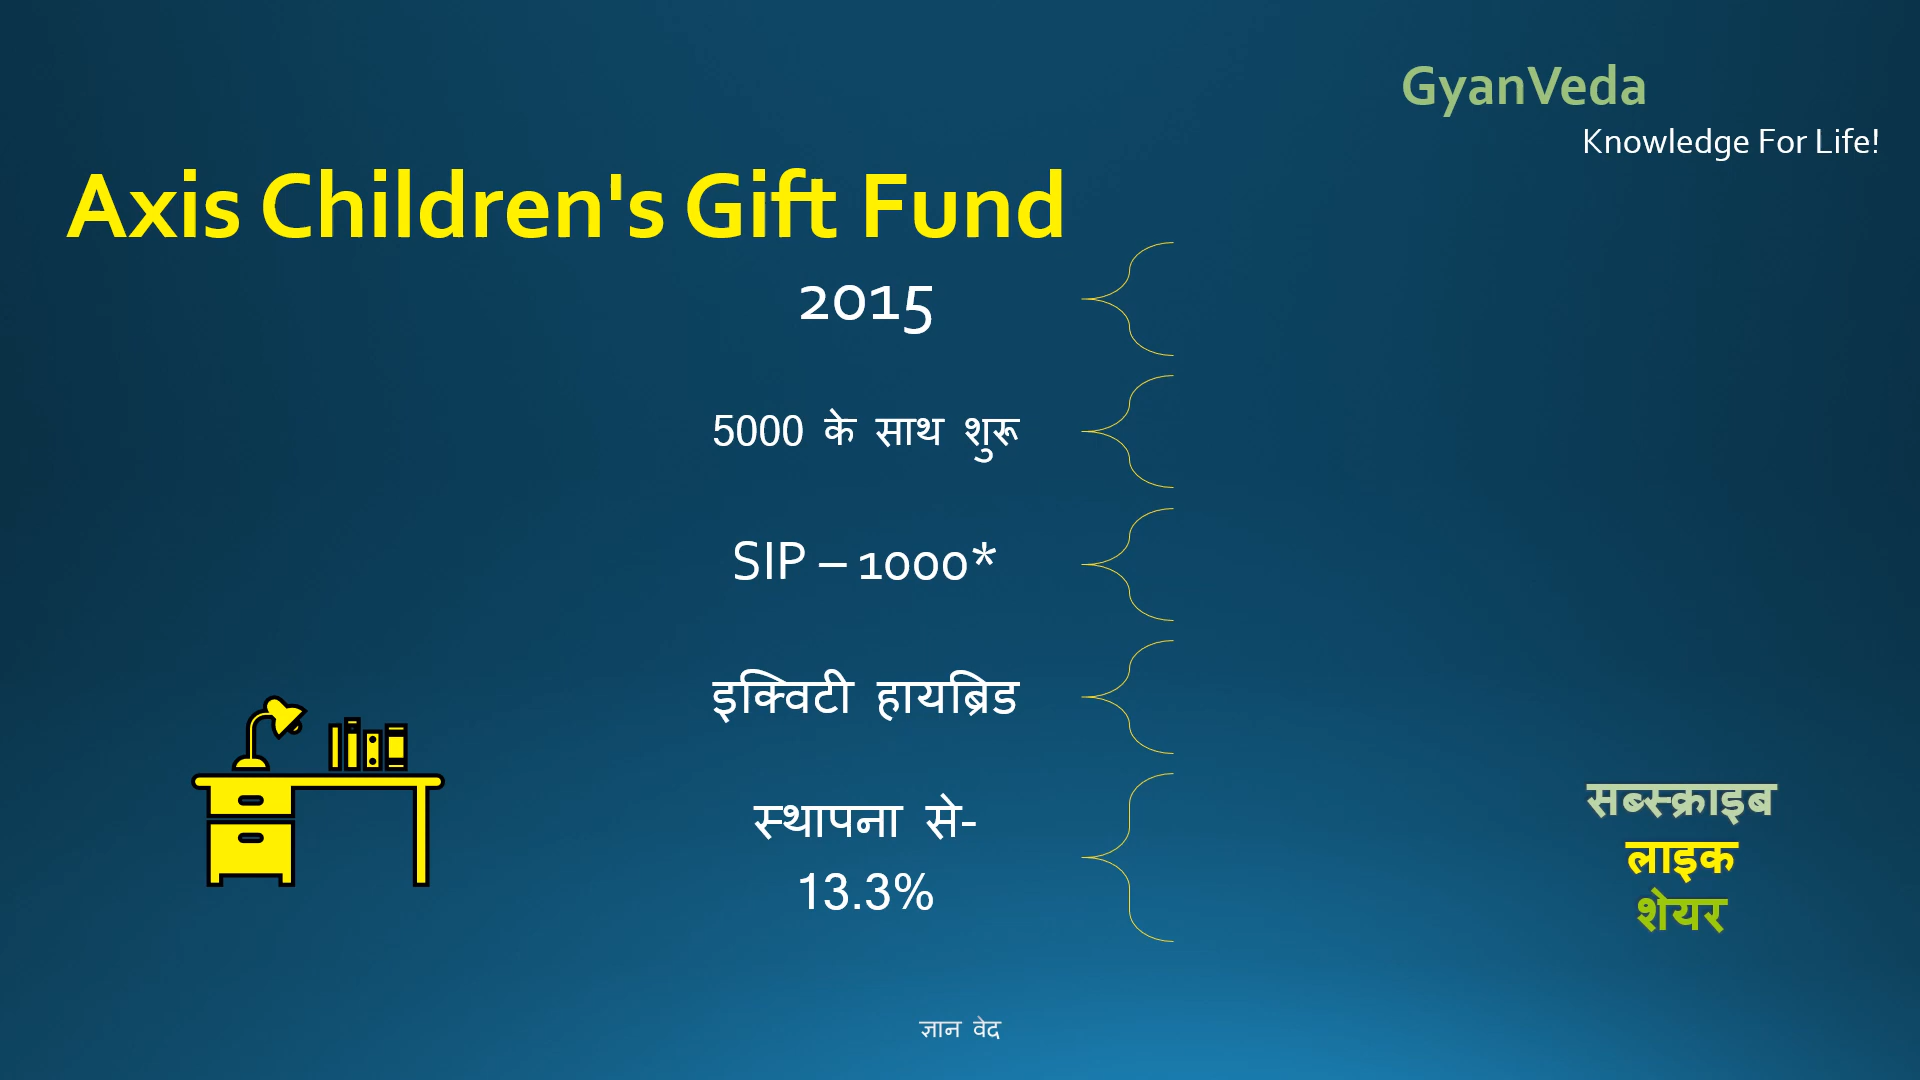 GyanVeda
Knowledge For Life!
Axis Children's Gift Fund
2015
5000 के साथ शुरू
SIP – 1000*
इक्विटी हायब्रिड
स्थापना से-
13.3%
सब्स्क्राइब
लाइक
शेयर
ज्ञान वेद